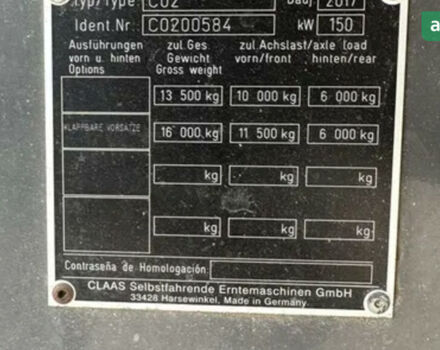 Typ/Type C02 Bauj. 2017
Ident.Nr. C0200584 kW 150
Ausführungen zul.Ges zul.Achslast/axle load
vorn u. hinten Gewicht vorn/front hinten/rear
Options Gross weight
13 500 kg 10 000 kg 6 000 kg
KLAPPBARE VORSÄTZE 16 000 kg 11 500 kg 6 000 kg
kg kg kg
kg kg kg
Contraseña de Homologación:
CLAAS Selbstfahrende Erntemaschinen GmbH
33428 Harsewinkel, Made in Germany